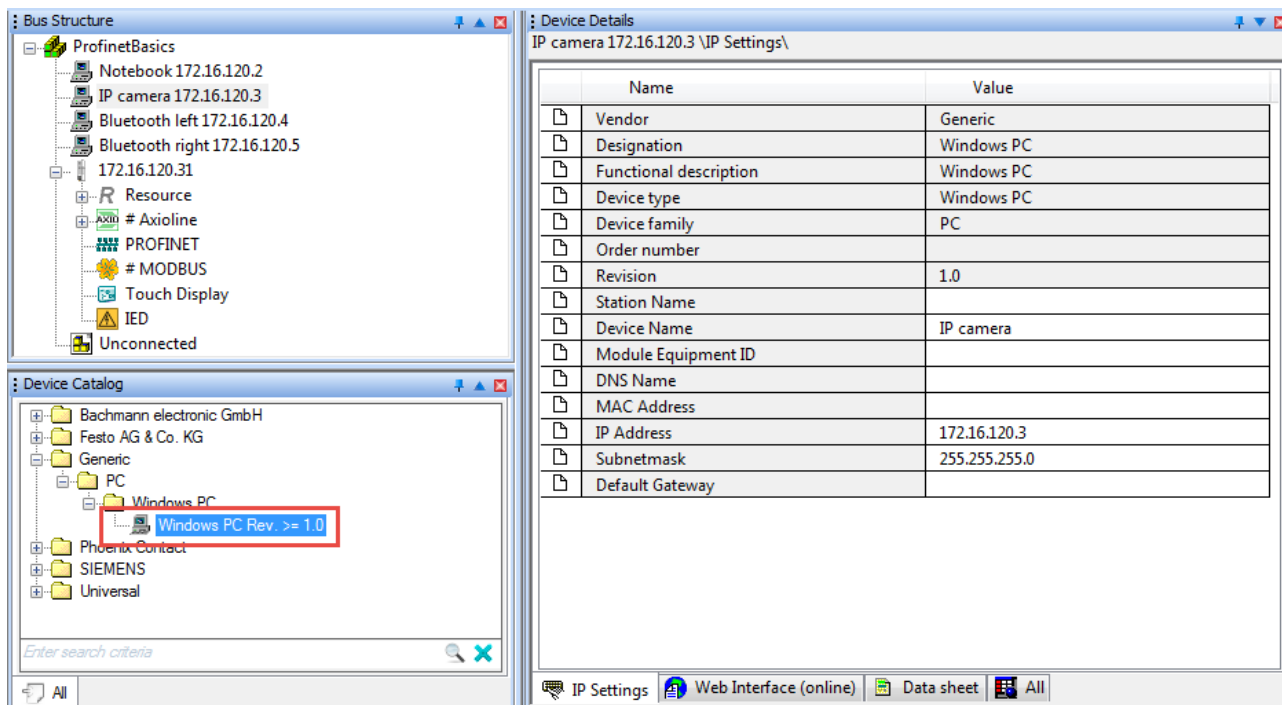 Bus Structure
ProfinetBasics
Notebook 172.16.120.2
IP camera 172.16.120.3
Bluetooth left 172.16.120.4
Bluetooth right 172.16.120.5
172.16.120.31
R Resource
AXIO # Axioline
PROFINET
# MODBUS
Touch Display
IED
Unconnected
Device Catalog
Bachmann electronic GmbH
Festo AG & Co. KG
Generic
PC
Windows PC
Windows PC Rev. >= 1.0
Phoenix Contact
SIEMENS
Universal
Enter search criteria
All
Device Details
IP camera 172.16.120.3 \IP Settings\
Name Value
Vendor Generic
Designation Windows PC
Functional description Windows PC
Device type Windows PC
Device family PC
Order number
Revision 1.0
Station Name
Device Name IP camera
Module Equipment ID
DNS Name
MAC Address
IP Address 172.16.120.3
Subnetmask 255.255.255.0
Default Gateway
IP Settings Web Interface (online) Data sheet All